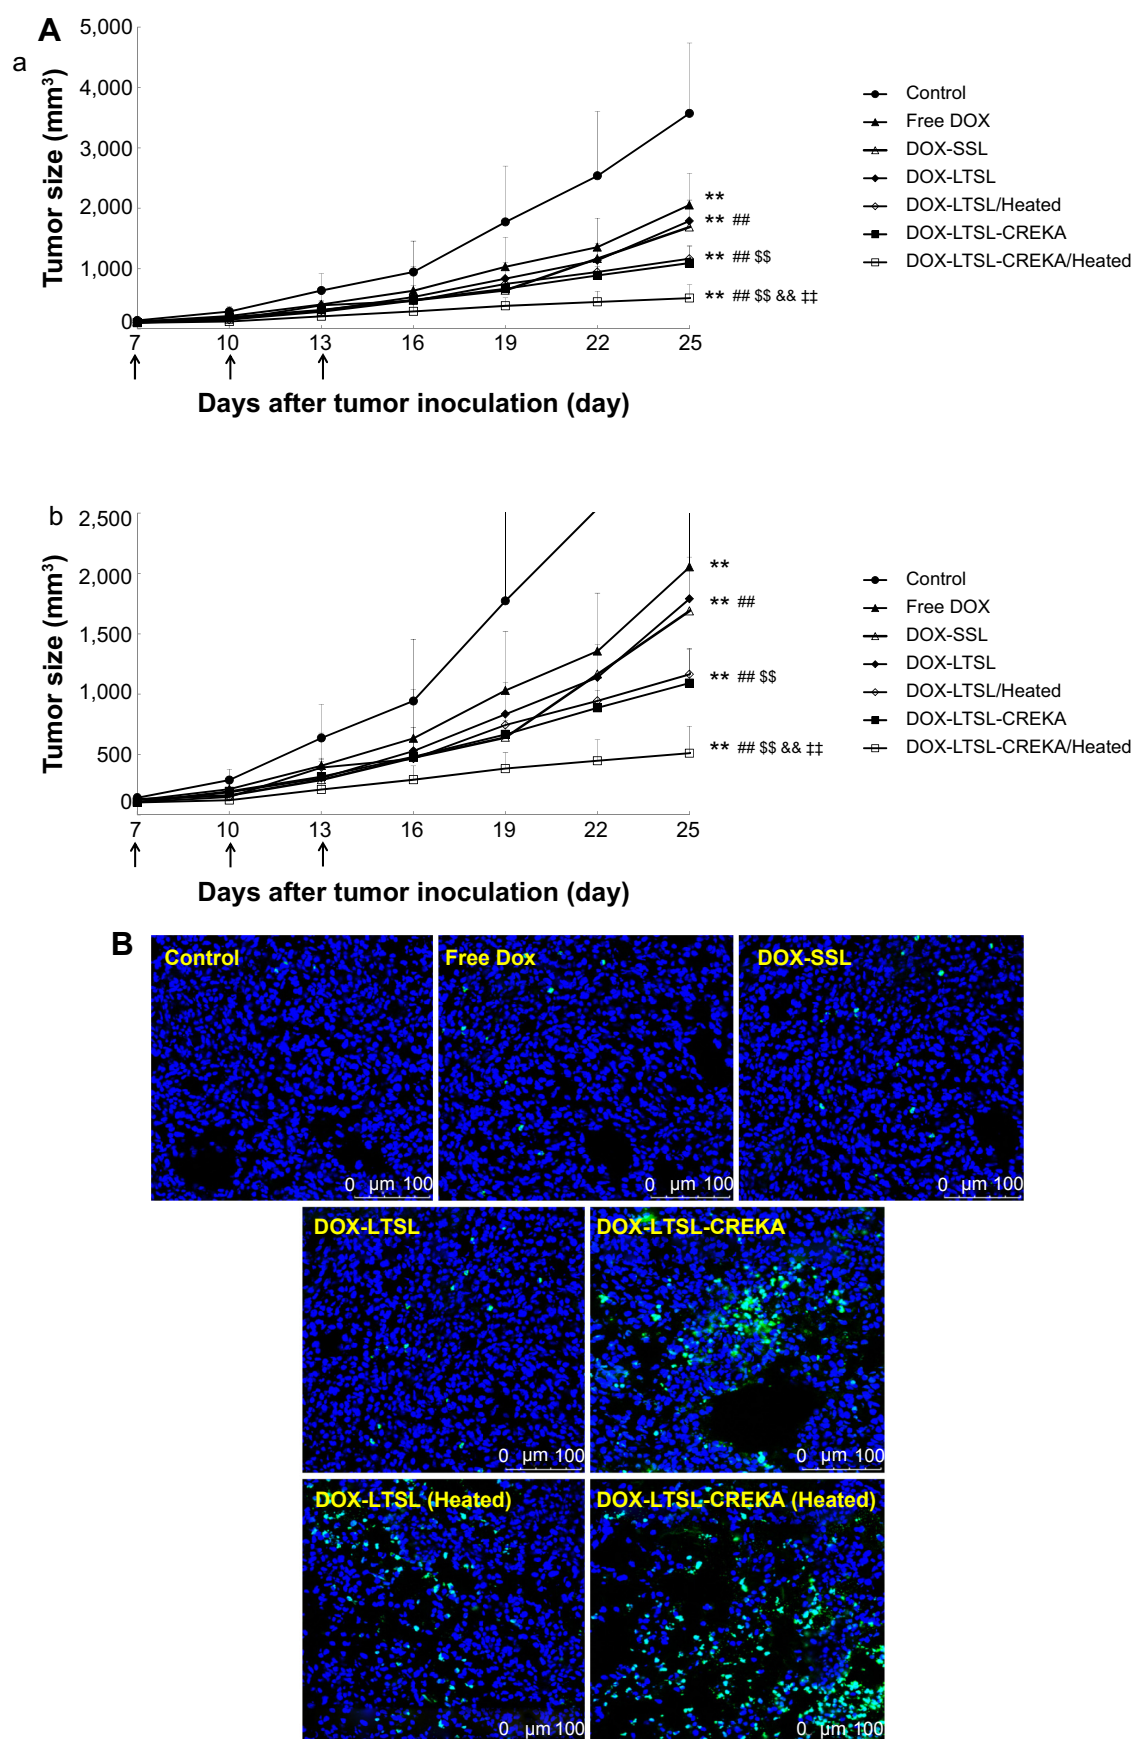 A
a
Tumor size (mm³)
5,000
4,000
3,000
2,000
1,000
0
7 10 13 16 19 22 25
Days after tumor inoculation (day)
**
** ##
** ## $$
** ## $$ && ‡‡
Control
Free DOX
DOX-SSL
DOX-LTSL
DOX-LTSL/Heated
DOX-LTSL-CREKA
DOX-LTSL-CREKA/Heated
b
Tumor size (mm³)
2,500
2,000
1,500
1,000
500
0
7 10 13 16 19 22 25
Days after tumor inoculation (day)
**
** ##
** ## $$
** ## $$ && ‡‡
Control
Free DOX
DOX-SSL
DOX-LTSL
DOX-LTSL/Heated
DOX-LTSL-CREKA
DOX-LTSL-CREKA/Heated
B
Control
0 µm 100
Free Dox
0 µm 100
DOX-SSL
0 µm 100
DOX-LTSL
0 µm 100
DOX-LTSL-CREKA
0 µm 100
DOX-LTSL (Heated)
0 µm 100
DOX-LTSL-CREKA (Heated)
0 µm 100